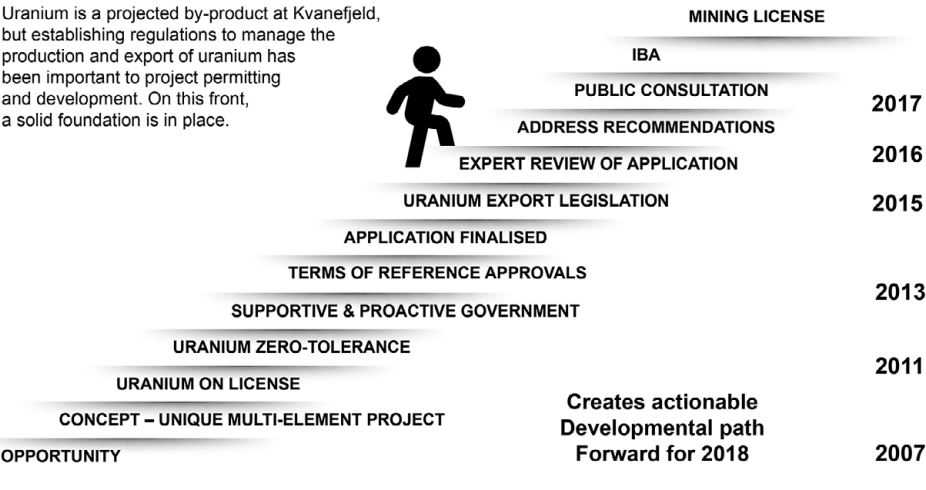 Uranium is a projected by-product at Kvanefjeld,
but establishing regulations to manage the
production and export of uranium has
been important to project permitting
and development. On this front,
a solid foundation is in place.
MINING LICENSE
IBA
PUBLIC CONSULTATION
2017
ADDRESS RECOMMENDATIONS
2016
EXPERT REVIEW OF APPLICATION
URANIUM EXPORT LEGISLATION
2015
APPLICATION FINALISED
TERMS OF REFERENCE APPROVALS
2013
SUPPORTIVE & PROACTIVE GOVERNMENT
URANIUM ZERO-TOLERANCE
2011
URANIUM ON LICENSE
CONCEPT – UNIQUE MULTI-ELEMENT PROJECT
OPPORTUNITY
Creates actionable
Developmental path
Forward for 2018
2007